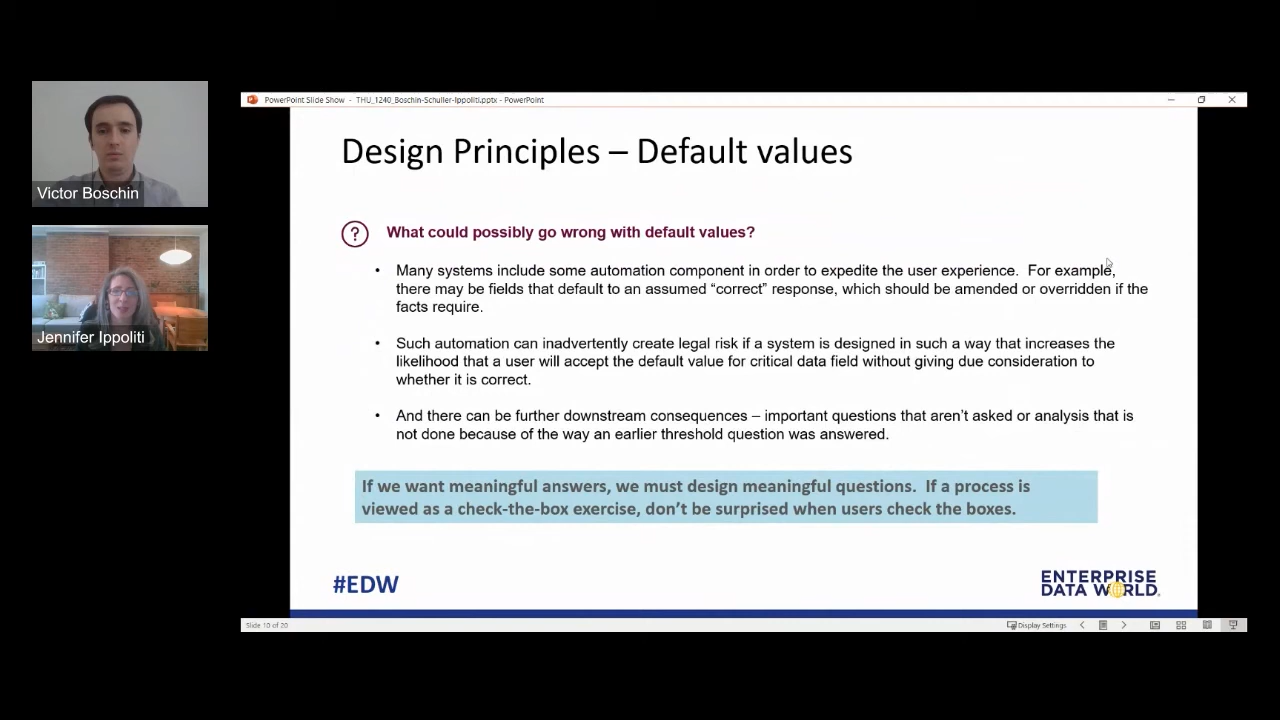 PowerPoint Slide Show - THU_1240_Boschin-Schuller-Ippoliti.pptx - PowerPoint
Victor Boschin
Jennifer Ippoliti
Design Principles – Default values
?
What could possibly go wrong with default values?
• Many systems include some automation component in order to expedite the user experience.  For example,
there may be fields that default to an assumed “correct” response, which should be amended or overridden if the
facts require.
• Such automation can inadvertently create legal risk if a system is designed in such a way that increases the
likelihood that a user will accept the default value for critical data field without giving due consideration to
whether it is correct.
• And there can be further downstream consequences – important questions that aren’t asked or analysis that is
not done because of the way an earlier threshold question was answered.
If we want meaningful answers, we must design meaningful questions.  If a process is
viewed as a check-the-box exercise, don’t be surprised when users check the boxes.
#EDW
ENTERPRISE
DATA WORLD
Slide 10 of 20
Display Settings